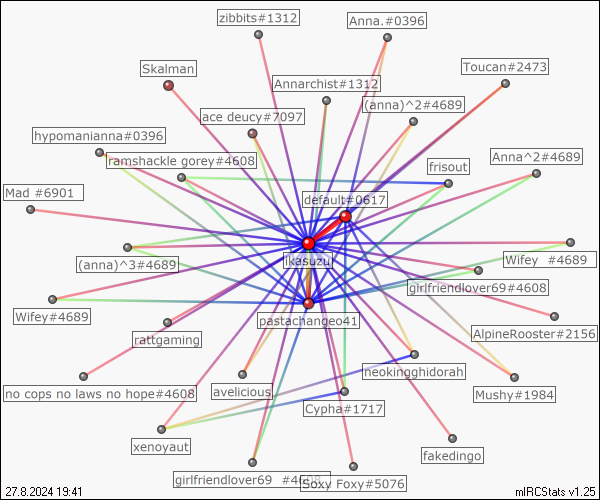 zibbits#1312
Anna.#0396
Skalman
Toucan#2473
Annarchist#1312
(anna)^2#4689
ace deucy#7097
hypomanianna#0396
ramshackle gorey#4608
frisout
Anna^2#4689
Mad #6901
default#0617
ikasuzu
(anna)^3#4689
Wifey #4689
girlfriendlover69#4608
Wifey#4689
pastachangeo41
AlpineRooster#2156
rattgaming
neokingghidorah
no cops no laws no hope#4608
avelicious
Mushy#1984
Cypha#1717
xenoyaut
fakedingo
girlfriendlover69 #4608
Soxy Foxy#5076
27.8.2024 19:41
mIRCStats v1.25